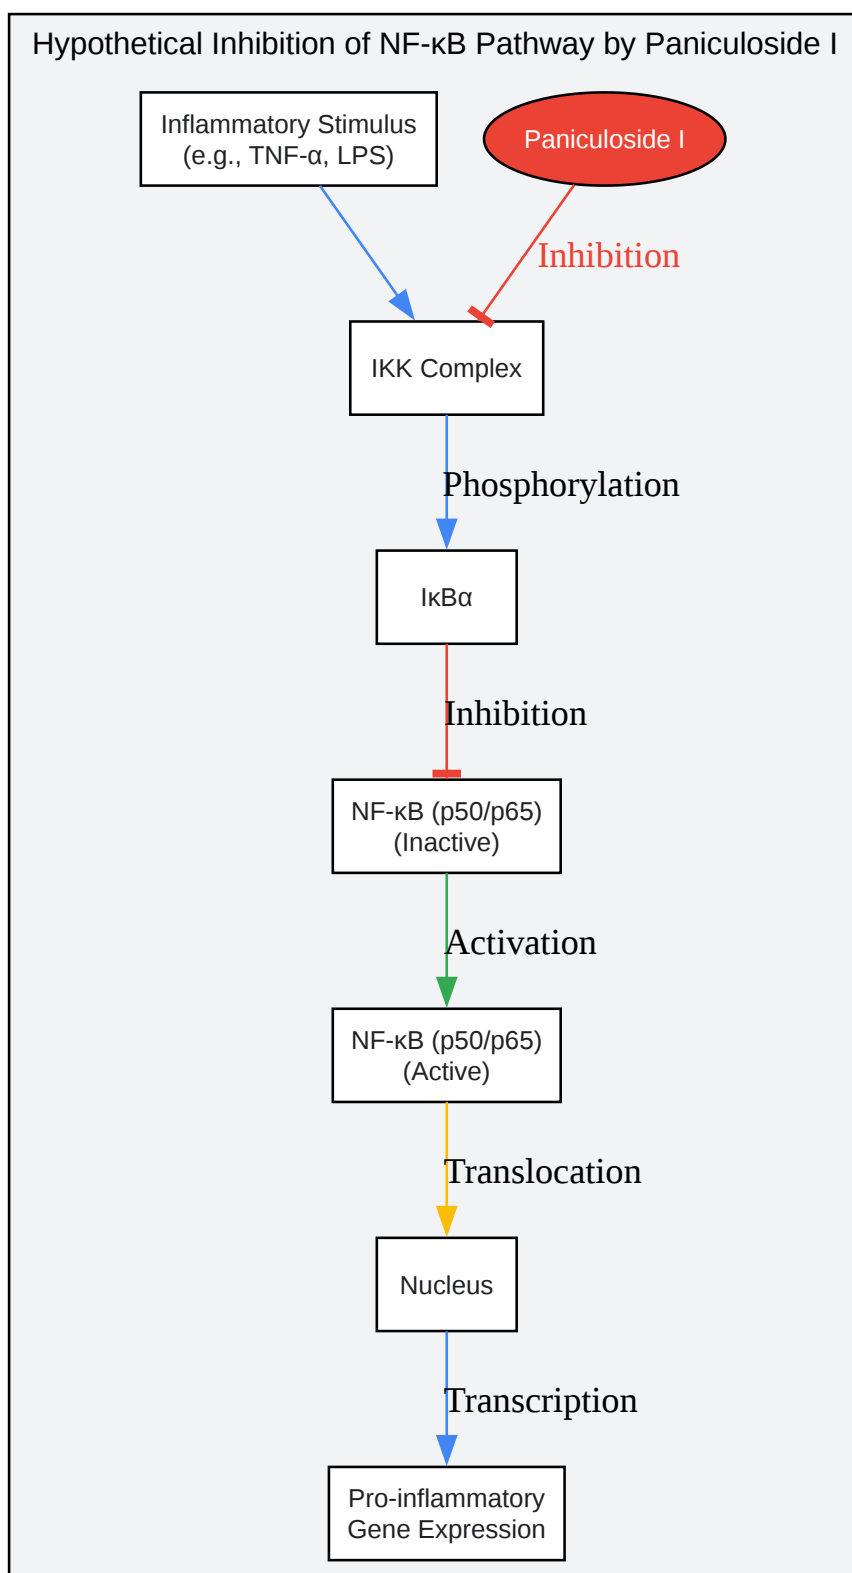 Hypothetical Inhibition of NF-κB Pathway by Paniculoside I
Inflammatory Stimulus
(e.g., TNF-α, LPS)
Paniculoside I
Inhibition
IKK Complex
Phosphorylation
IκBα
Inhibition
NF-κB (p50/p65)
(Inactive)
Activation
NF-κB (p50/p65)
(Active)
Translocation
Nucleus
Transcription
Pro-inflammatory
Gene Expression